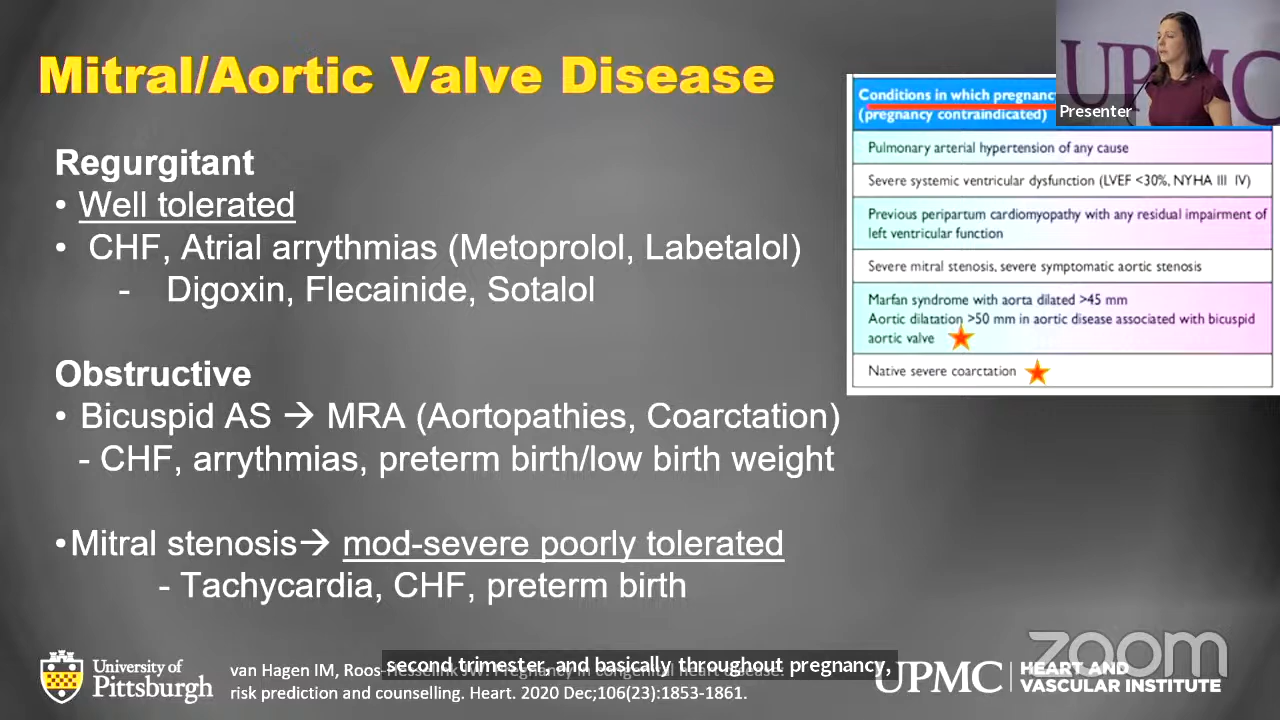 Mitral/Aortic Valve Disease
Regurgitant
• Well tolerated
• CHF, Atrial arrythmias (Metoprolol, Labetalol)
- Digoxin, Flecainide, Sotalol
Obstructive
• Bicuspid AS → MRA (Aortopathies, Coarctation)
- CHF, arrythmias, preterm birth/low birth weight
• Mitral stenosis→ mod-severe poorly tolerated
- Tachycardia, CHF, preterm birth
Conditions in which pregnancy
(pregnancy contraindicated)
Pulmonary arterial hypertension of any cause
Severe systemic ventricular dysfunction (LVEF <30%, NYHA III IV)
Previous peripartum cardiomyopathy with any residual impairment of
left ventricular function
Severe mitral stenosis, severe symptomatic aortic stenosis
Marfan syndrome with aorta dilated >45 mm
Aortic dilatation >50 mm in aortic disease associated with bicuspid
aortic valve
Native severe coarctation
UPMC
Presenter
University of
Pittsburgh
van Hagen IM, Roos-Hesselink JW. Pregnancy in congenital heart disease:
risk prediction and counselling. Heart. 2020 Dec;106(23):1853-1861.
second trimester, and basically throughout pregnancy,
zoom
UPMC
HEART AND
VASCULAR INSTITUTE